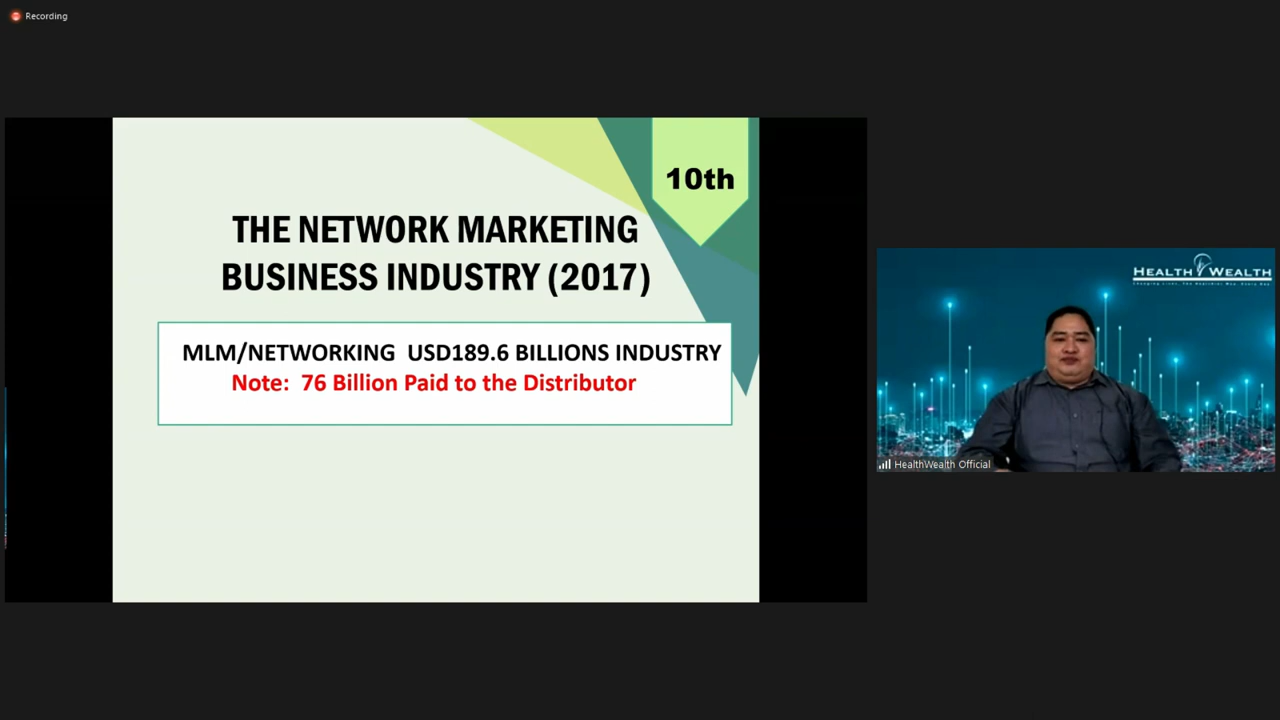 Recording
10th
THE NETWORK MARKETING
BUSINESS INDUSTRY (2017)
MLM/NETWORKING USD189.6 BILLIONS INDUSTRY
Note: 76 Billion Paid to the Distributor
HEALTH WEALTH
HealthWealth Official